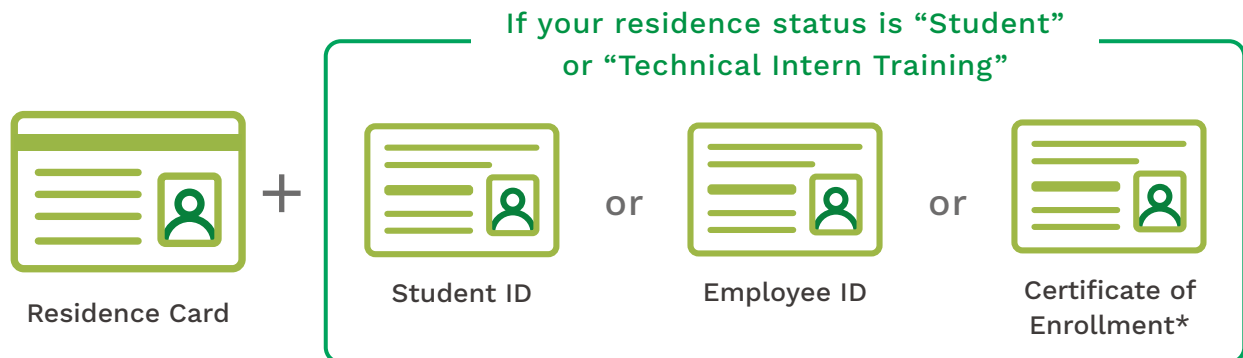 If your residence status is “Student”
or “Technical Intern Training”
Residence Card
+
Student ID
or
Employee ID
or
Certificate of
Enrollment*